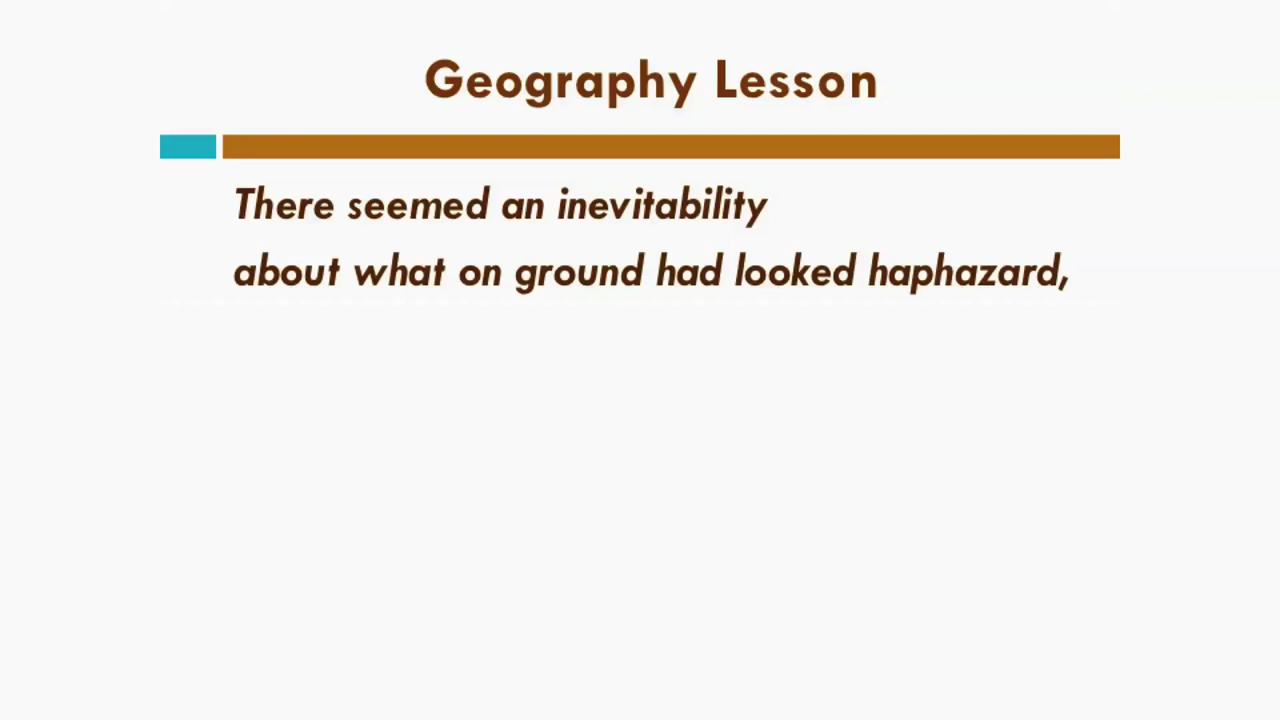 Geography Lesson
There seemed an inevitability
about what on ground had looked haphazard,